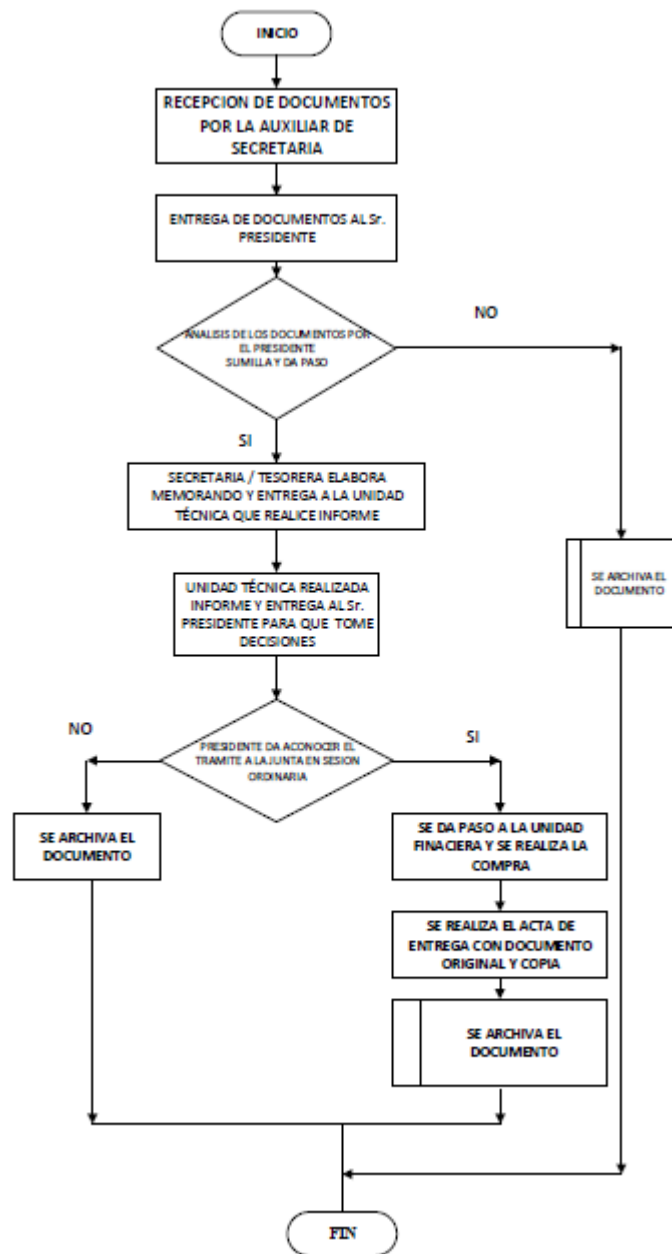 INICIO
RECEPCION DE DOCUMENTOS
POR LA AUXILIAR DE
SECRETARIA
ENTREGA DE DOCUMENTOS AL Sr.
PRESIDENTE
ANALISIS DE LOS DOCUMENTOS POR
EL PRESIDENTE
SUMILLA Y DA PASO
NO
SI
SECRETARIA / TESORERA ELABORA
MEMORANDO Y ENTREGA A LA UNIDAD
TÉCNICA QUE REALICE INFORME
SE ARCHIVA EL
DOCUMENTO
UNIDAD TÉCNICA REALIZADA
INFORME Y ENTREGA AL Sr.
PRESIDENTE PARA QUE TOME
DECISIONES
NO
SI
PRESIDENTE DA ACONOCER EL
TRAMITE A LA JUNTA EN SESION
ORDINARIA
SE ARCHIVA EL
DOCUMENTO
SE DA PASO A LA UNIDAD
FINACIERA Y SE REALIZA LA
COMPRA
SE REALIZA EL ACTA DE
ENTREGA CON DOCUMENTO
ORIGINAL Y COPIA
SE ARCHIVA EL
DOCUMENTO
FIN